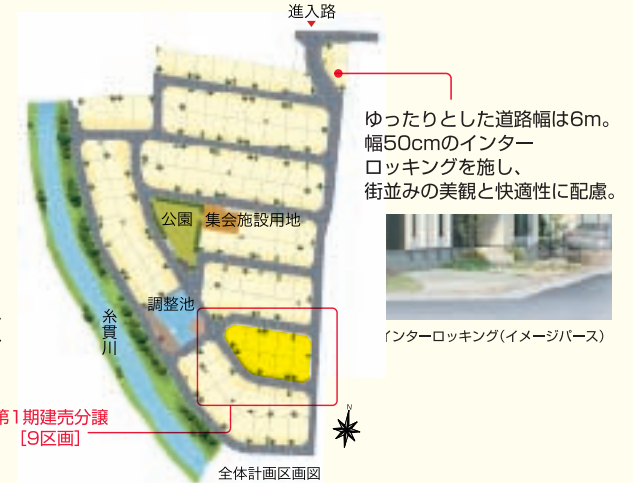 進入路
ゆったりとした道路幅は6m。
幅50cmのインター
ロッキングを施し、
街並みの美観と快適性に配慮。
公園 集会施設用地
調整池
糸貫川
インターロッキング(イメージパース)
第1期建売分譲
[9区画]
N
全体計画区画図